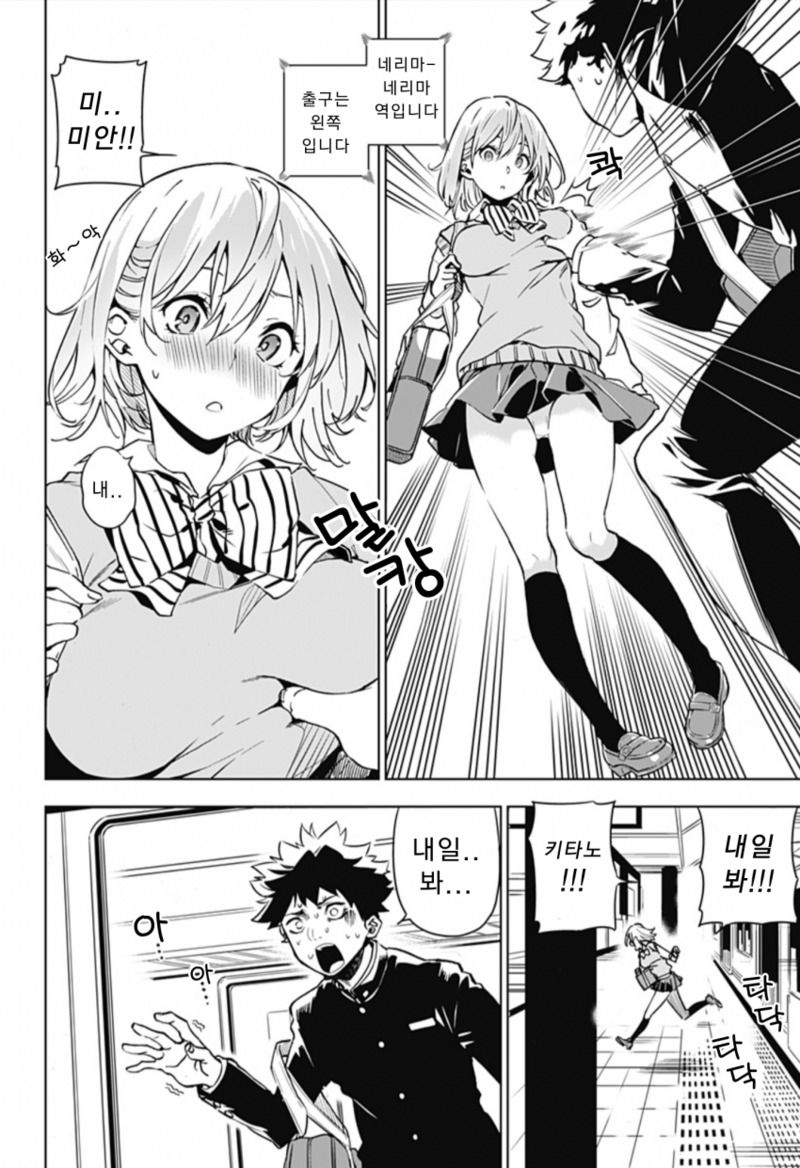 네리마-
네리마
역입니다
출구는
왼쪽
입니다
콱
미..
미안!!
화~악
내..
말캉
내일
봐!!!
키타노
!!!
타닥
타닥
내일..
봐...
아..
아..